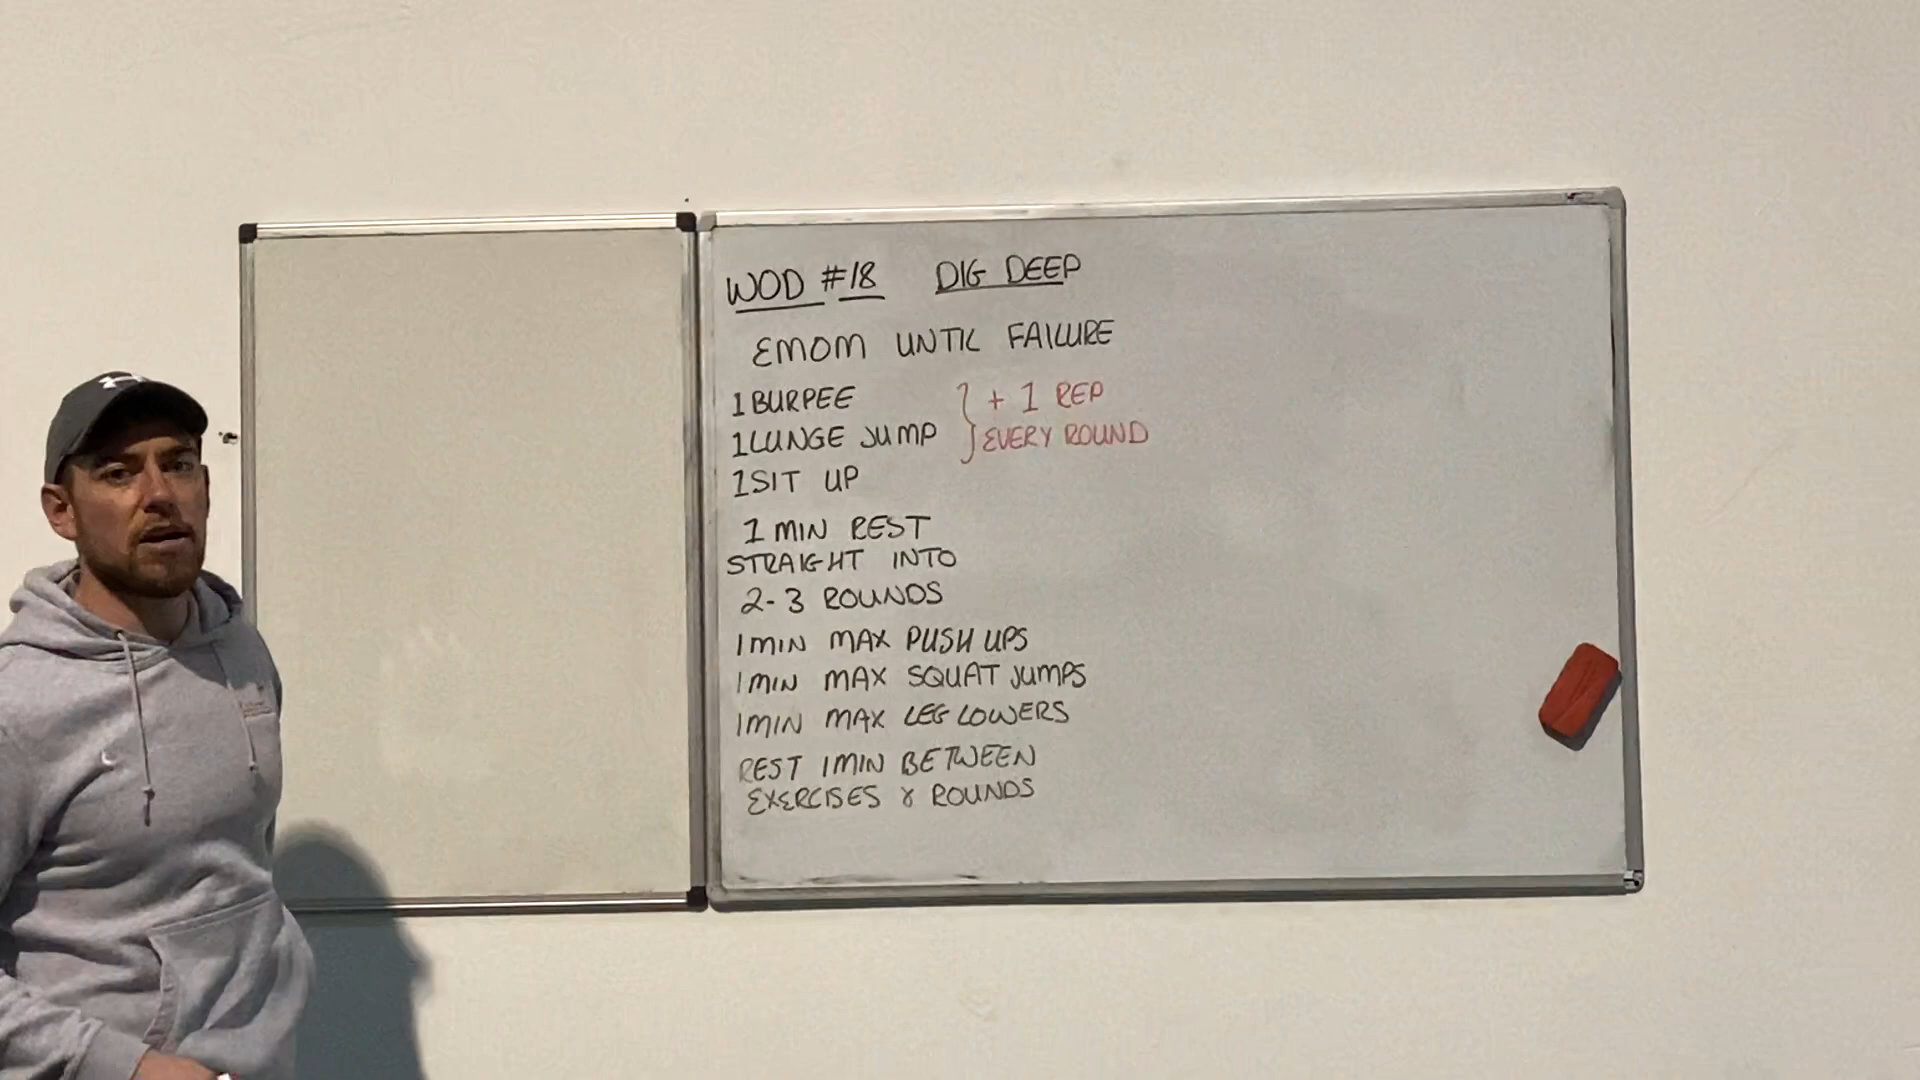 WOD #18 DIG DEEP
EMOM UNTIL FAILURE
1 BURPEE } + 1 REP
1 LUNGE JUMP } EVERY ROUND
1 SIT UP
1 MIN REST
STRAIGHT INTO
2-3 ROUNDS
1 MIN MAX PUSH UPS
1 MIN MAX SQUAT JUMPS
1 MIN MAX LEG LOWERS
REST 1 MIN BETWEEN
EXERCISES & ROUNDS